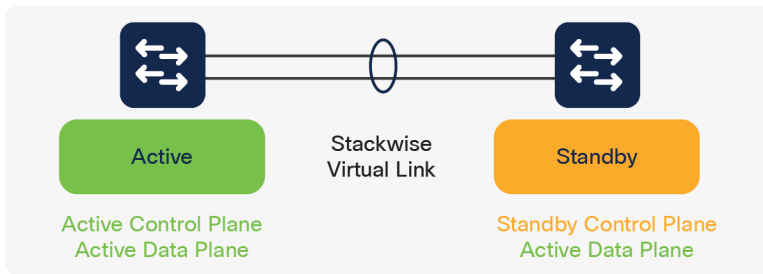 Active
Stackwise
Virtual Link
Standby
Active Control Plane
Active Data Plane
Standby Control Plane
Active Data Plane